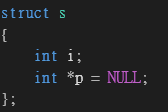 struct s
{
    int i;
    int *p = NULL;
};